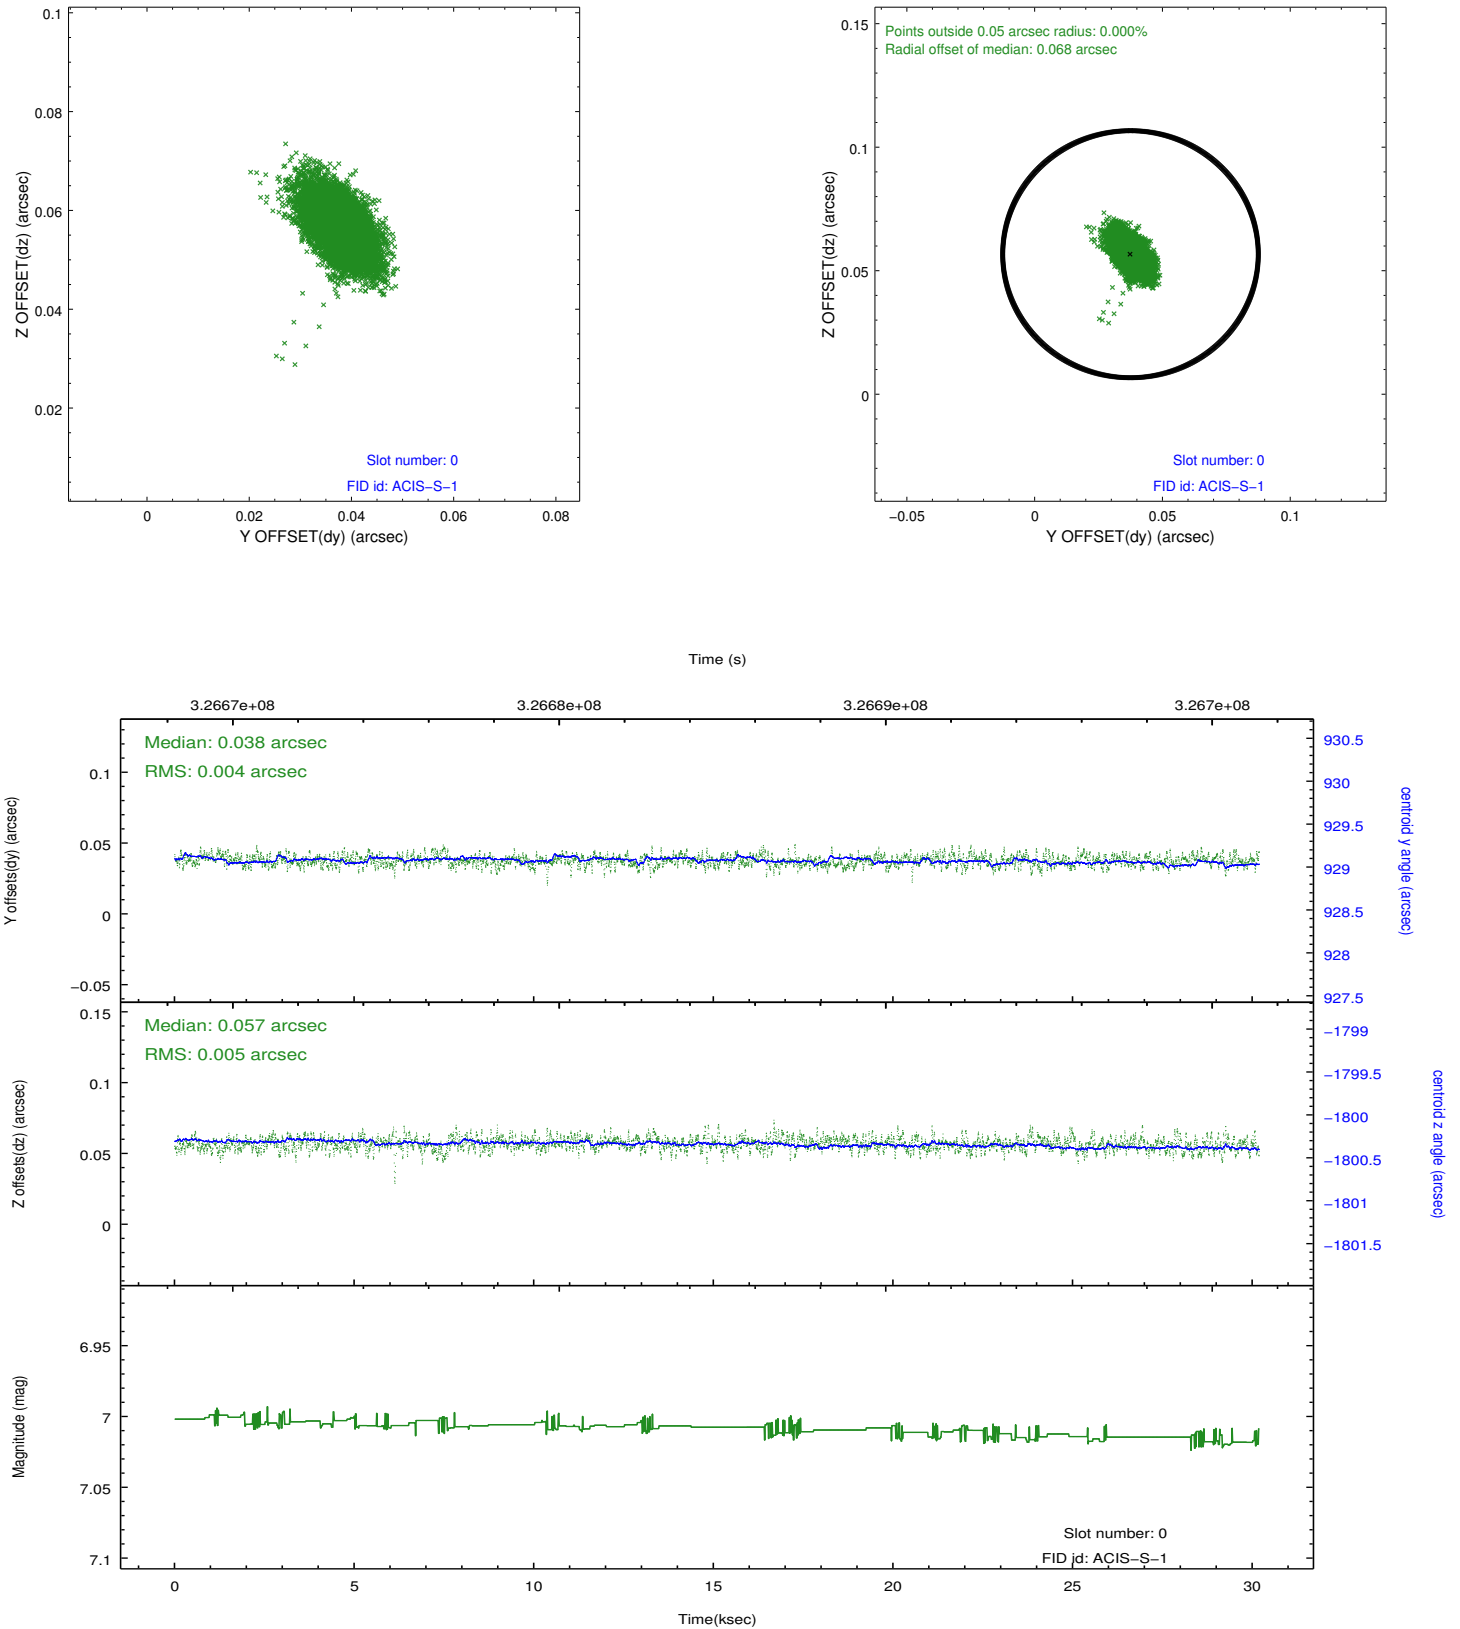 0.1
0.08
0.06
0.04
0.02
Z OFFSET(dz) (arcsec)
Slot number: 0
FID id: ACIS−S−1
0
0.02
0.04
0.06
0.08
Y OFFSET(dy) (arcsec)
Points outside 0.05 arcsec radius: 0.000%
Radial offset of median: 0.068 arcsec
0.15
0.1
0.05
0
Z OFFSET(dz) (arcsec)
Slot number: 0
FID id: ACIS−S−1
−0.05
0
0.05
0.1
Y OFFSET(dy) (arcsec)
Time (s)
3.2667e+08
3.2668e+08
3.2669e+08
3.267e+08
Median: 0.038 arcsec
RMS: 0.004 arcsec
0.1
0.05
0
−0.05
Y offsets(dy) (arcsec)
930.5
930
929.5
929
928.5
928
927.5
centroid y angle (arcsec)
Median: 0.057 arcsec
RMS: 0.005 arcsec
0.15
0.1
0.05
0
Z offsets(dz) (arcsec)
−1799
−1799.5
−1800
−1800.5
−1801
−1801.5
centroid z angle (arcsec)
6.95
7
7.05
7.1
Magnitude (mag)
Slot number: 0
FID id: ACIS−S−1
0
5
10
15
20
25
30
Time(ksec)